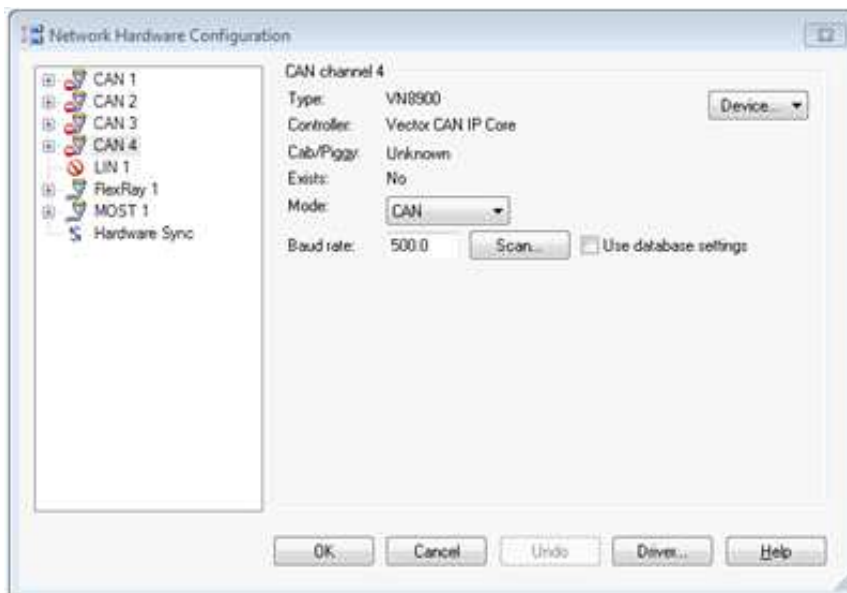 Network Hardware Configuration
CAN 1
CAN 2
CAN 3
CAN 4
LIN 1
FlexRay 1
MOST 1
Hardware Sync
CAN channel 4
Type: VN8900
Device...
Controller: Vector CAN IP Core
Cab/Piggy: Unknown
Exists: No
Mode: CAN
Baud rate: 500.0 Scan... Use database settings
OK Cancel Undo Driver... Help